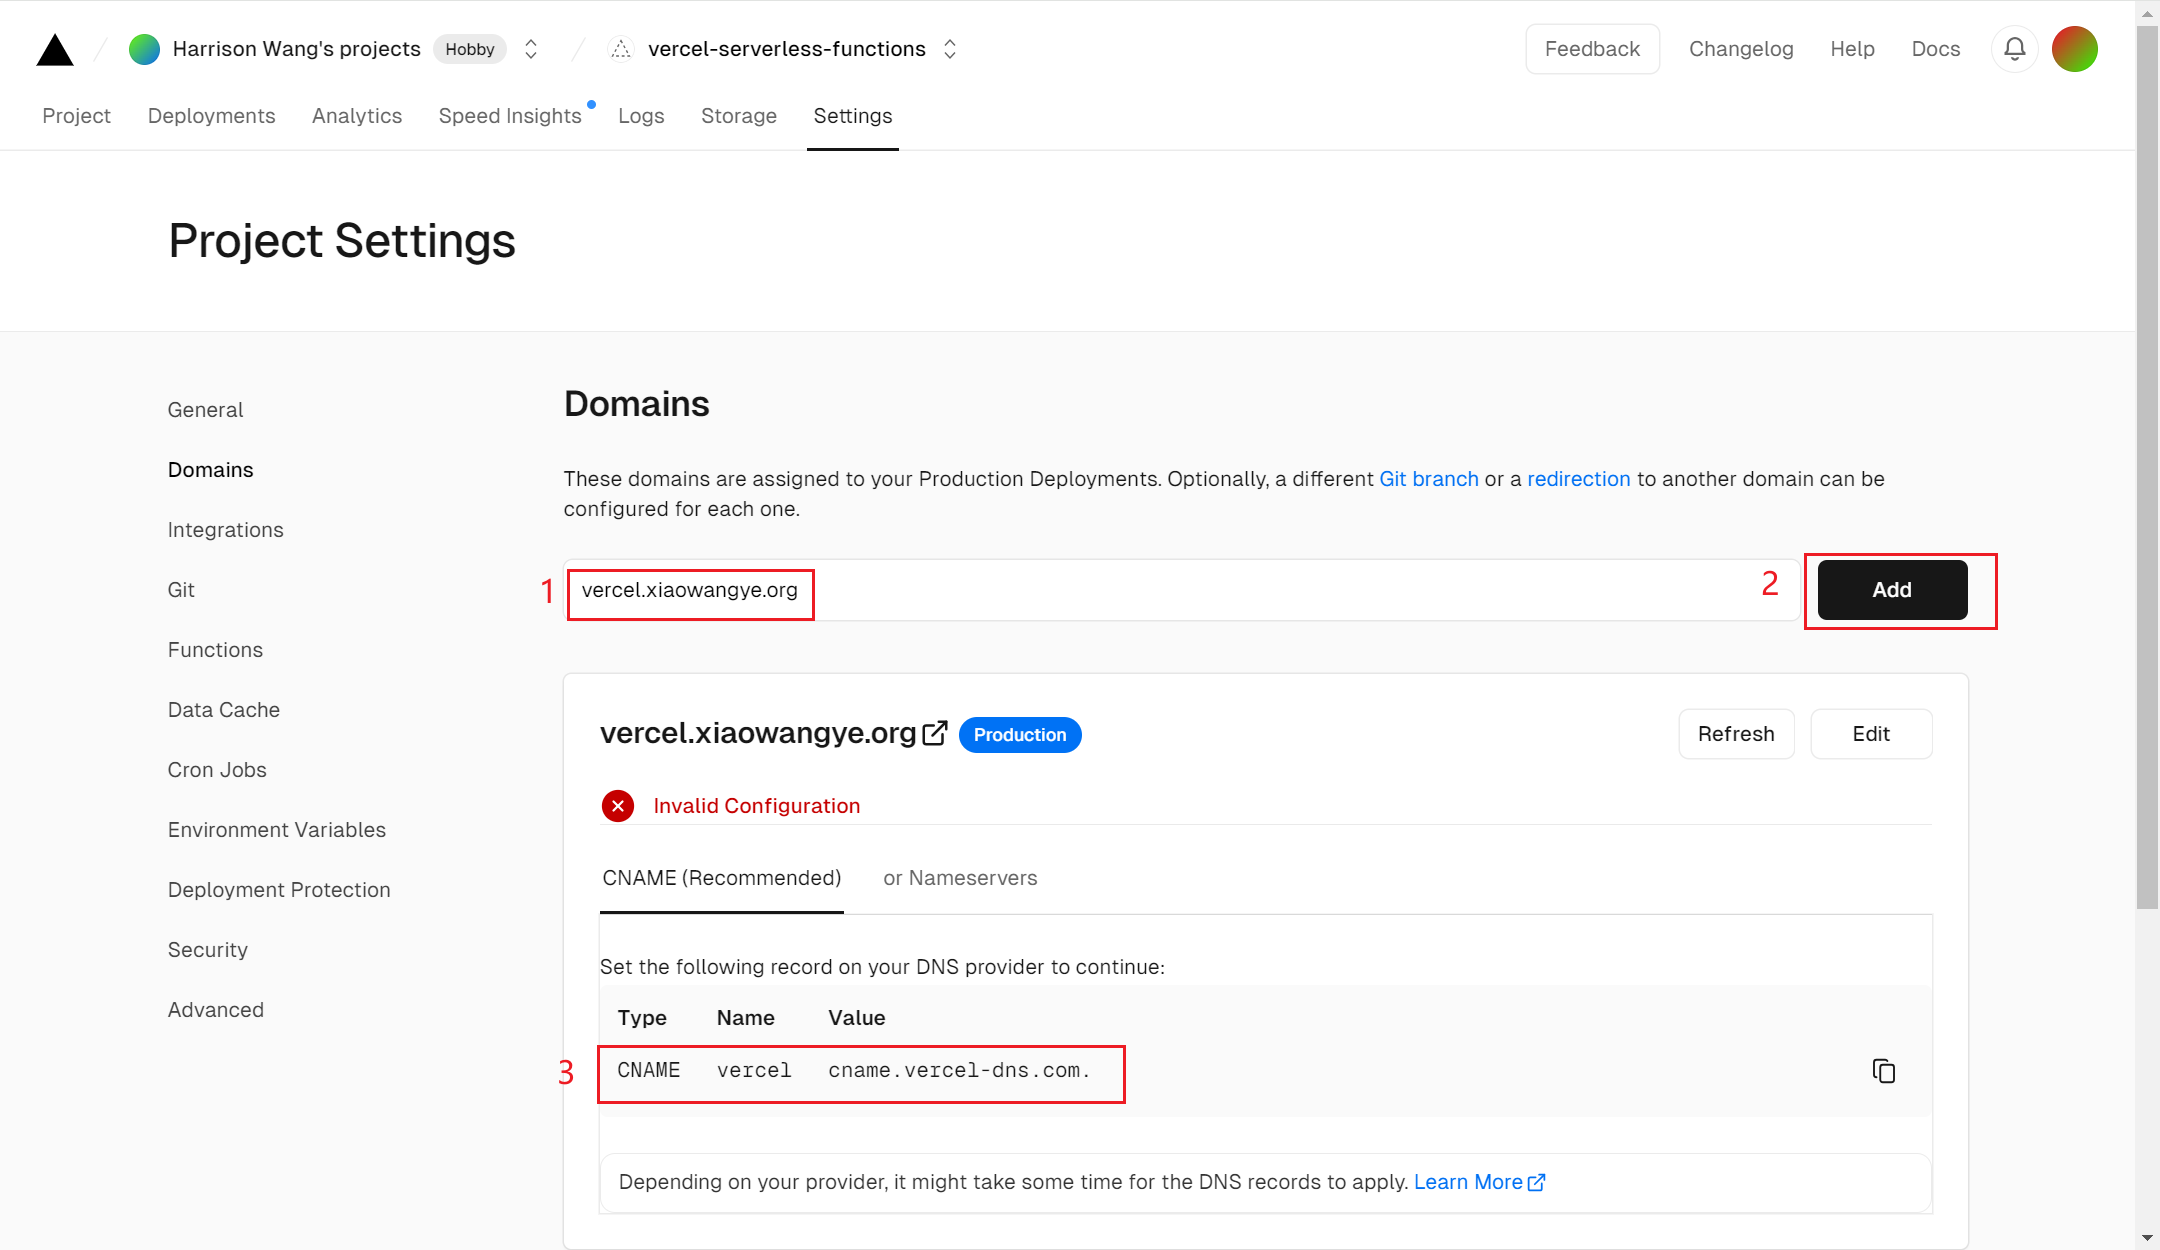 Harrison Wang's projects Hobby vercel-serverless-functions Feedback Changelog Help Docs
Project Deployments Analytics Speed Insights Logs Storage Settings
Project Settings
General
Domains
Integrations
Git
Functions
Data Cache
Cron Jobs
Environment Variables
Deployment Protection
Security
Advanced
Domains
These domains are assigned to your Production Deployments. Optionally, a different Git branch or a redirection to another domain can be
configured for each one.
1 vercel.xiaowangye.org 2 Add
vercel.xiaowangye.org Production Refresh Edit
Invalid Configuration
CNAME (Recommended) or Nameservers
Set the following record on your DNS provider to continue:
Type Name Value
3 CNAME vercel cname.vercel-dns.com.
Depending on your provider, it might take some time for the DNS records to apply. Learn More